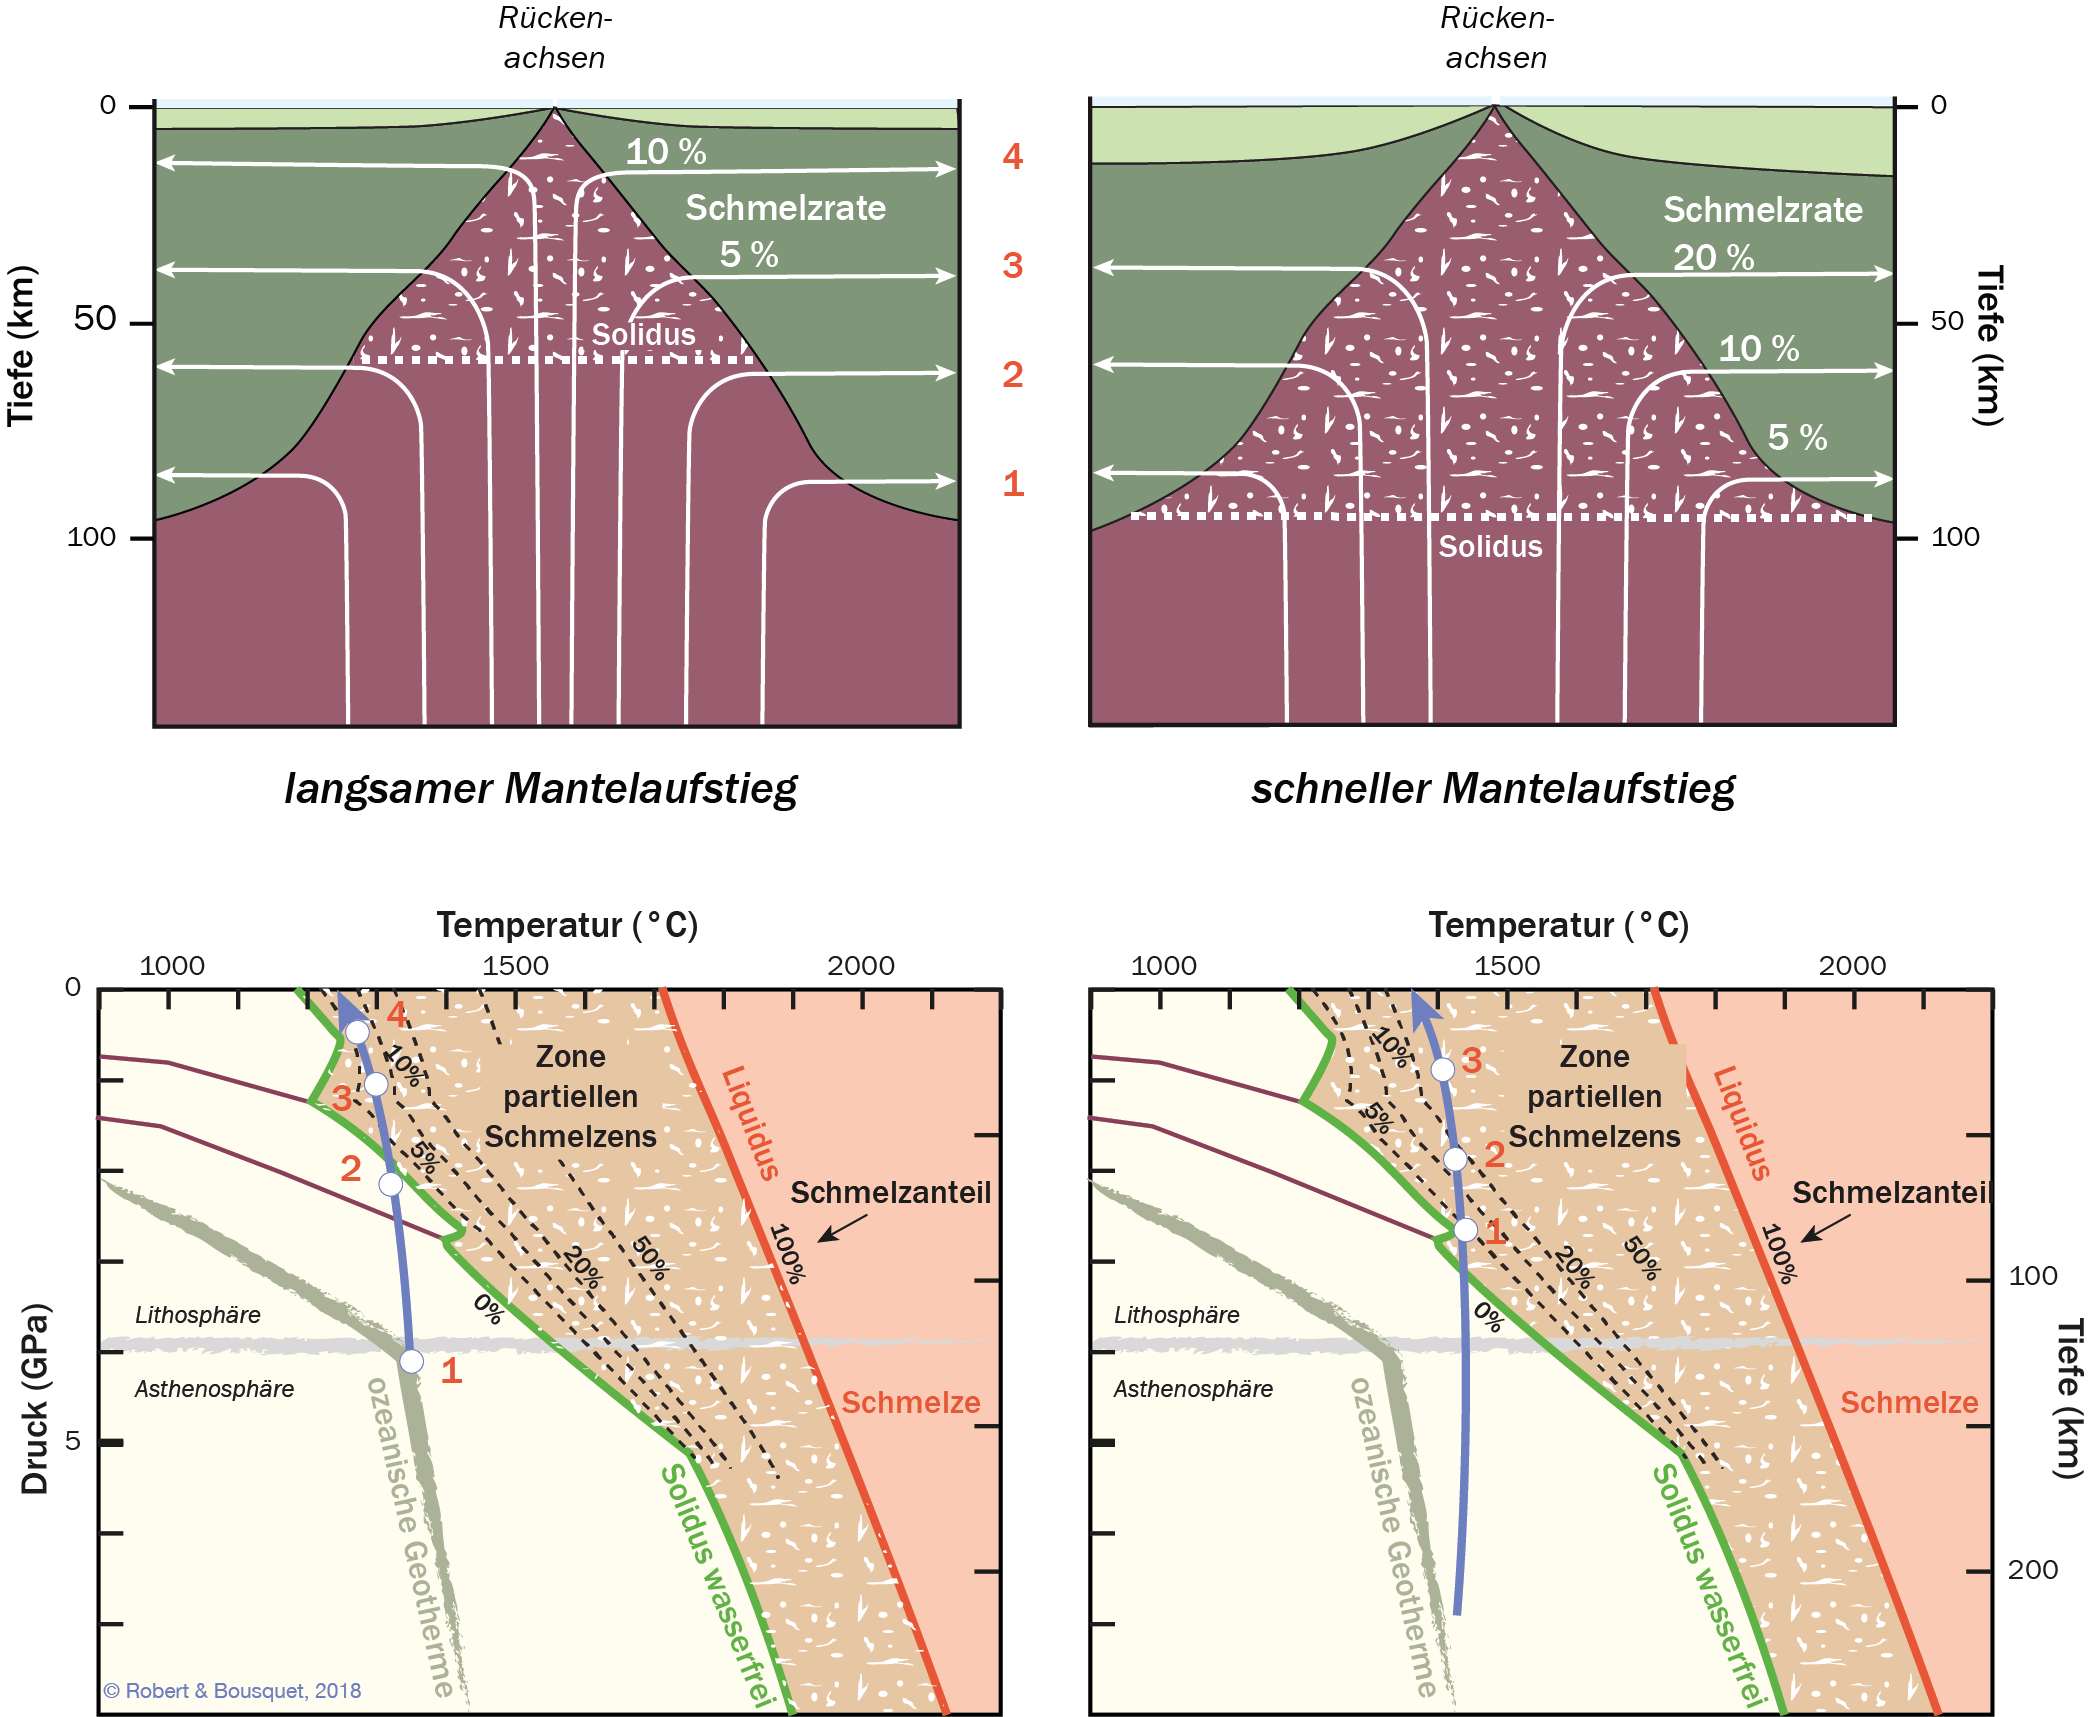 Rücken-
achsen
Rücken-
achsen
0
50
100
Tiefe (km)
10 %
Schmelzrate
5 %
Solidus
4
3
2
1
Schmelzrate
20 %
10 %
5 %
Solidus
0
50
100
Tiefe (km)
langsamer Mantelaufstieg
schneller Mantelaufstieg
Temperatur (°C)
1000
1500
2000
0
5
Druck (GPa)
4
3
2
1
10%
5%
0%
20%
50%
100%
Zone
partiellen
Schmelzens
Liquidus
Schmelzanteil
Lithosphäre
Asthenosphäre
Schmelze
ozeanische Geotherme
Solidus wasserfrei
© Robert & Bousquet, 2018
Temperatur (°C)
1000
1500
2000
3
2
1
10%
5%
0%
20%
50%
100%
Zone
partiellen
Schmelzens
Liquidus
Schmelzanteil
Lithosphäre
Asthenosphäre
Schmelze
ozeanische Geotherme
Solidus wasserfrei
100
200
Tiefe (km)